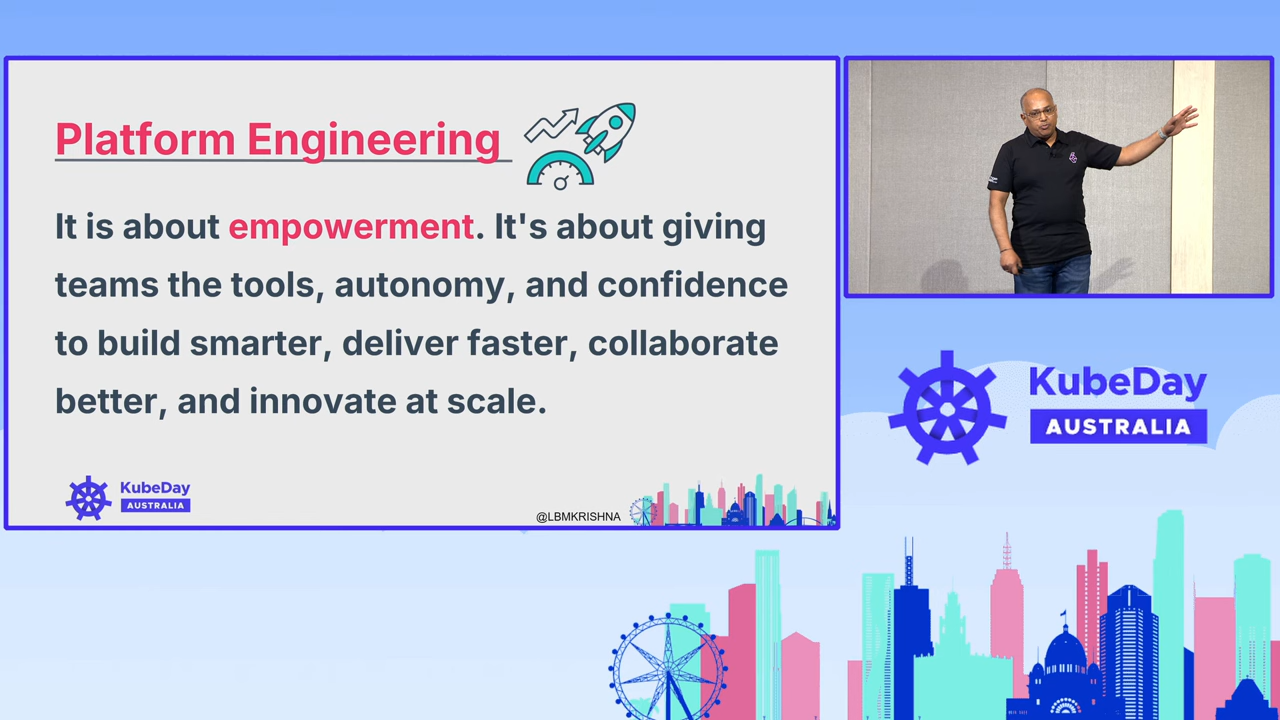 Platform Engineering
It is about empowerment. It's about giving
teams the tools, autonomy, and confidence
to build smarter, deliver faster, collaborate
better, and innovate at scale.
KubeDay
AUSTRALIA
@LBMKRISHNA
KubeDay
AUSTRALIA